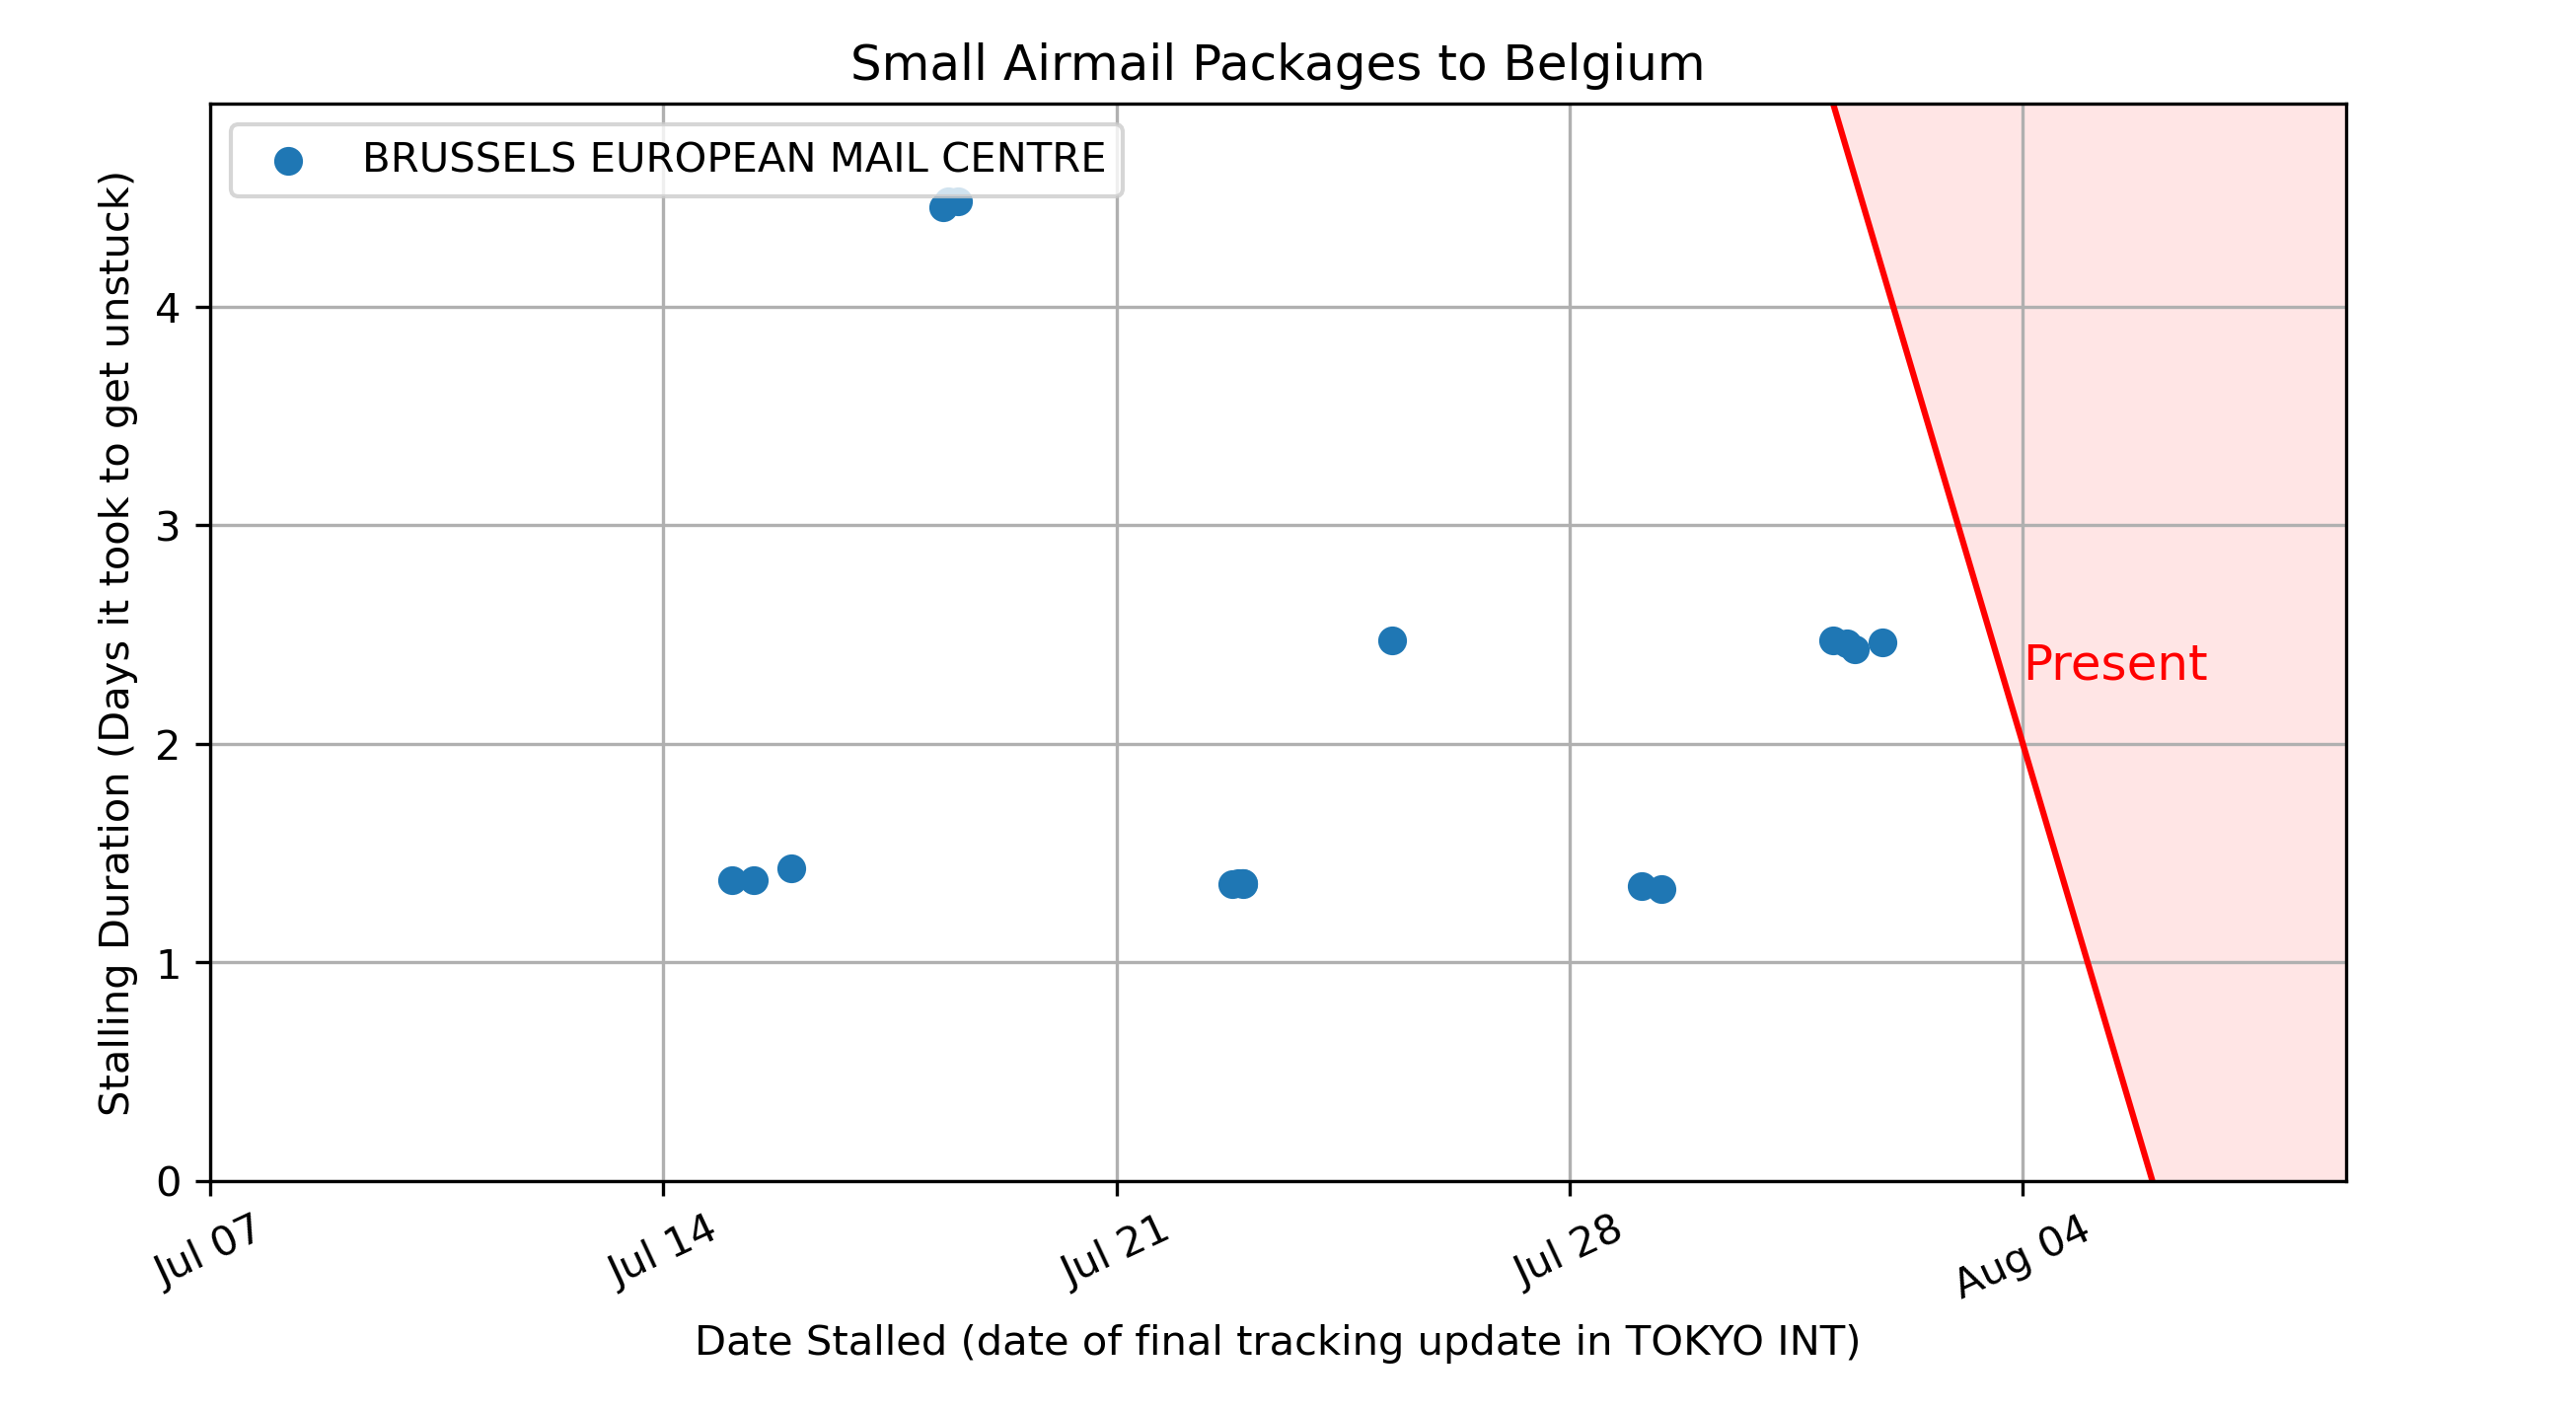 Small Airmail Packages to Belgium
BRUSSELS EUROPEAN MAIL CENTRE
Stalling Duration (Days it took to get unstuck)
4
3
2
1
0
Present
Jul 07
Jul 14
Jul 21
Jul 28
Aug 04
Date Stalled (date of final tracking update in TOKYO INT)